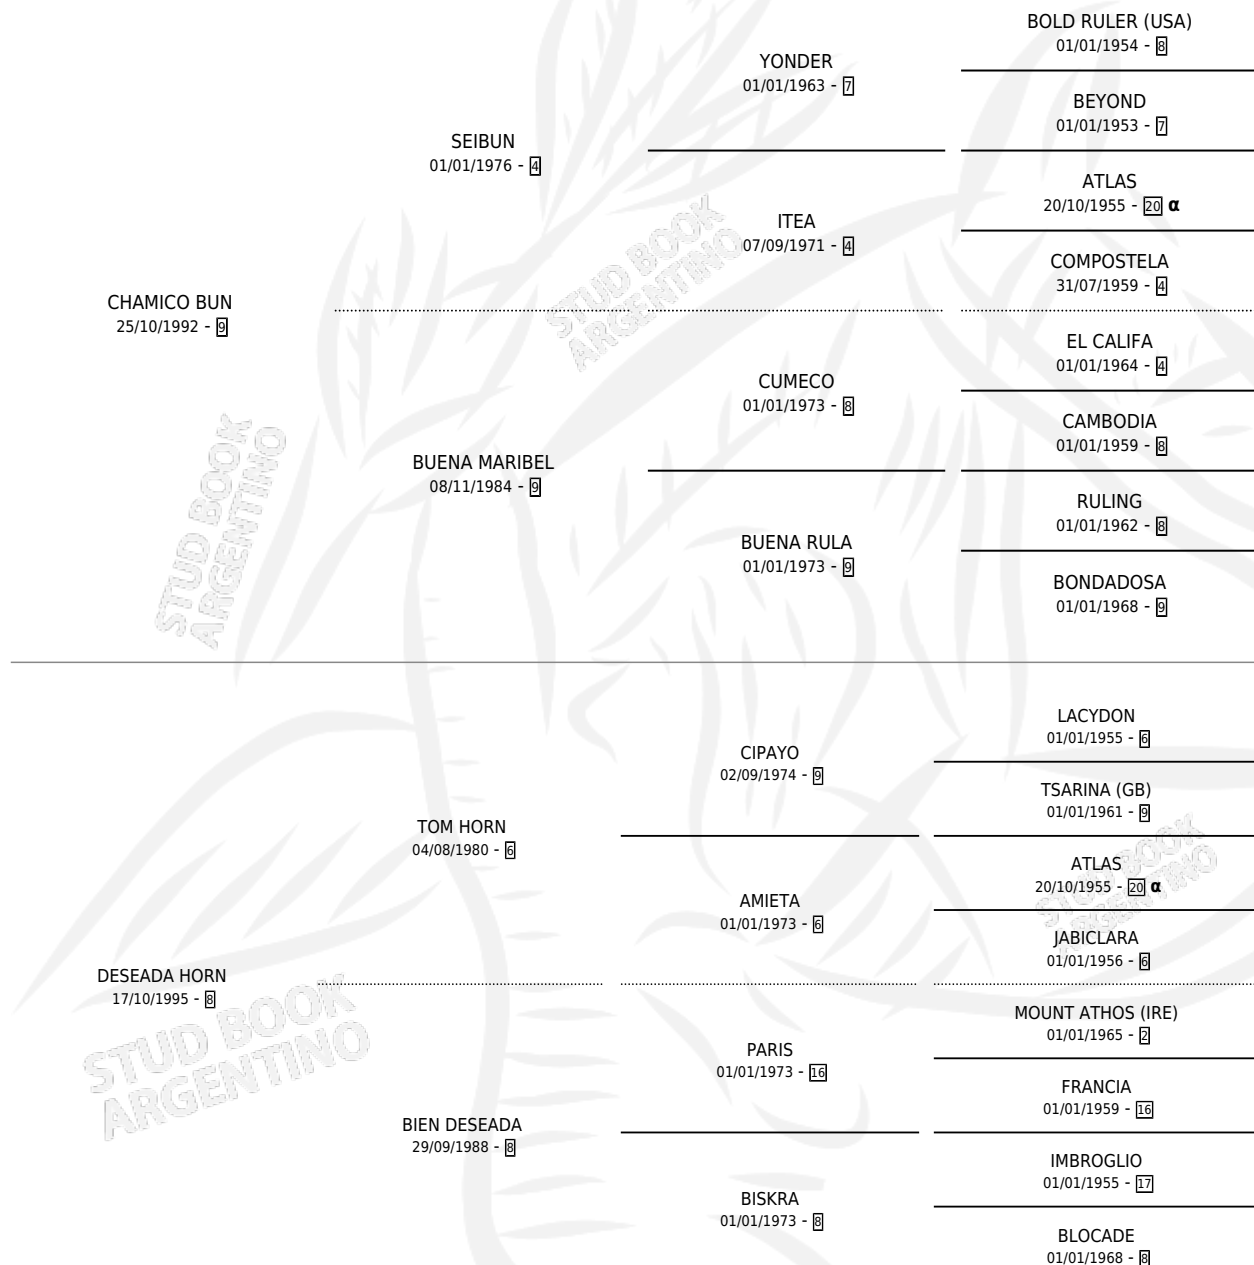 BOLD RULER (USA)
01/01/1954 - 8
YONDER
01/01/1963 - 7
BEYOND
01/01/1953 - 7
SEIBUN
01/01/1976 - 4
ATLAS
20/10/1955 - 20 α
ITEA
07/09/1971 - 4
COMPOSTELA
31/07/1959 - 4
CHAMICO BUN
25/10/1992 - 9
EL CALIFA
01/01/1964 - 4
CUMECO
01/01/1973 - 8
CAMBODIA
01/01/1959 - 8
BUENA MARIBEL
08/11/1984 - 9
RULING
01/01/1962 - 8
BUENA RULA
01/01/1973 - 9
BONDADOSA
01/01/1968 - 9
LACYDON
01/01/1955 - 6
CIPAYO
02/09/1974 - 9
TSARINA (GB)
01/01/1961 - 9
TOM HORN
04/08/1980 - 6
ATLAS
20/10/1955 - 20 α
AMIETA
01/01/1973 - 6
JABICLARA
01/01/1956 - 6
DESEADA HORN
17/10/1995 - 8
MOUNT ATHOS (IRE)
01/01/1965 - 2
PARIS
01/01/1973 - 16
FRANCIA
01/01/1959 - 16
BIEN DESEADA
29/09/1988 - 8
IMBROGLIO
01/01/1955 - 17
BISKRA
01/01/1973 - 8
BLOCADE
01/01/1968 - 8
STUD BOOK
ARGENTINO
STUD BOOK
ARGENTINO
STUD BOOK
ARGENTINO
STUD BOOK
ARGENTINO